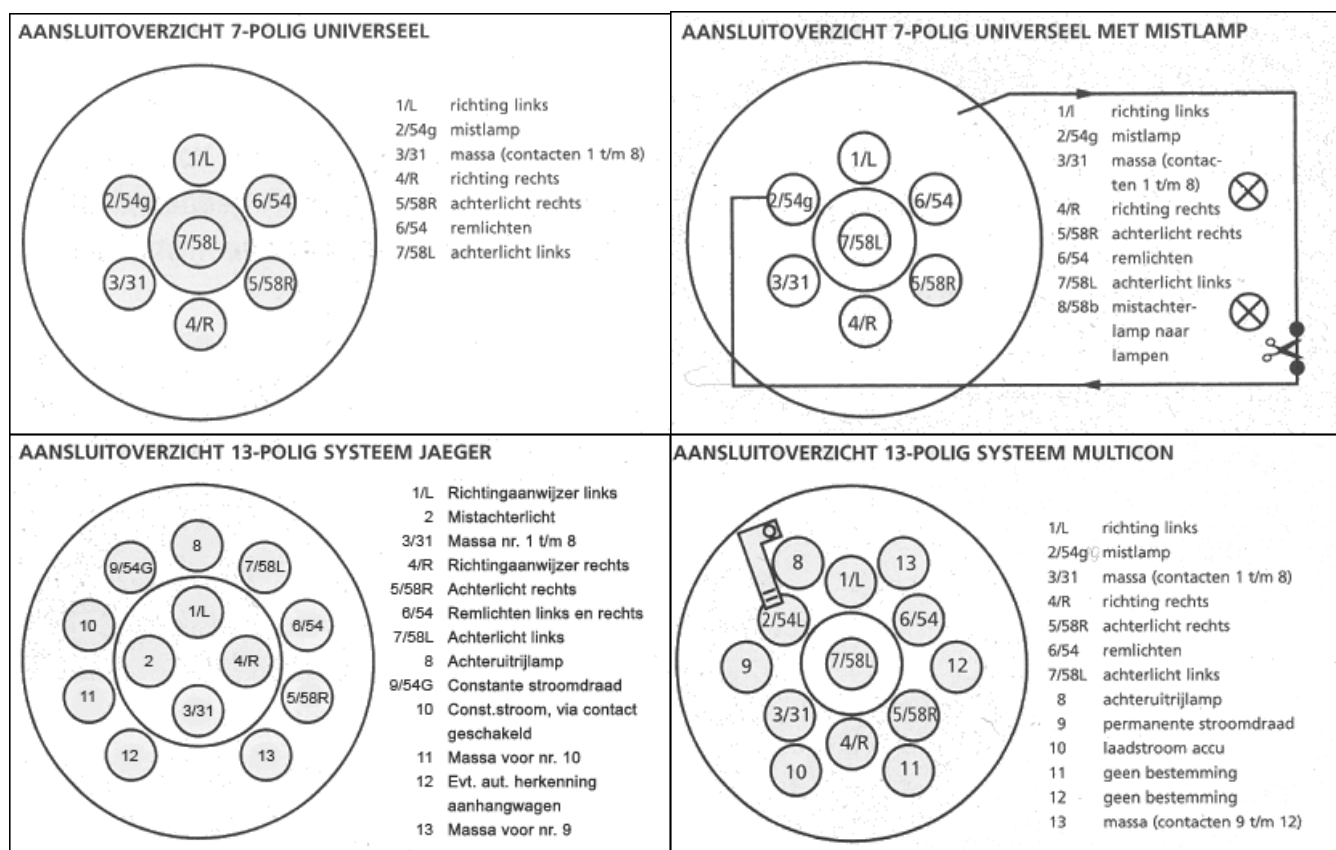 AANSLUITOVERZICHT 7-POLIG UNIVERSEEL
1/L richting links
2/54g mistlamp
3/31 massa (contacten 1 t/m 8)
4/R richting rechts
5/58R achterlicht rechts
6/54 remlichten
7/58L achterlicht links
1/L
2/54g
6/54
7/58L
3/31
5/58R
4/R
AANSLUITOVERZICHT 7-POLIG UNIVERSEEL MET MISTLAMP
1/l richting links
2/54g mistlamp
3/31 massa (contac-
ten 1 t/m 8)
4/R richting rechts
5/58R achterlicht rechts
6/54 remlichten
7/58L achterlicht links
8/58b mistachter-
lamp naar
lampen
1/L
2/54g
6/54
7/58L
3/31
5/58R
4/R
AANSLUITOVERZICHT 13-POLIG SYSTEEM JAEGER
1/L Richtingaanwijzer links
2 Mistachterlicht
3/31 Massa nr. 1 t/m 8
4/R Richtingaanwijzer rechts
5/58R Achterlicht rechts
6/54 Remlichten links en rechts
7/58L Achterlicht links
8 Achteruitrijlamp
9/54G Constante stroomdraad
10 Const.stroom, via contact
geschakeld
11 Massa voor nr. 10
12 Evt. aut. herkenning
aanhangwagen
13 Massa voor nr. 9
8
9/54G
7/58L
1/L
10
6/54
2
4/R
11
3/31
5/58R
12
13
AANSLUITOVERZICHT 13-POLIG SYSTEEM MULTICON
1/L richting links
2/54g mistlamp
3/31 massa (contacten 1 t/m 8)
4/R richting rechts
5/58R achterlicht rechts
6/54 remlichten
7/58L achterlicht links
8 achteruitrijlamp
9 permanente stroomdraad
10 laadstroom accu
11 geen bestemming
12 geen bestemming
13 massa (contacten 9 t/m 12)
8
1/L
13
2/54L
6/54
9
7/58L
12
3/31
5/58R
4/R
10
11